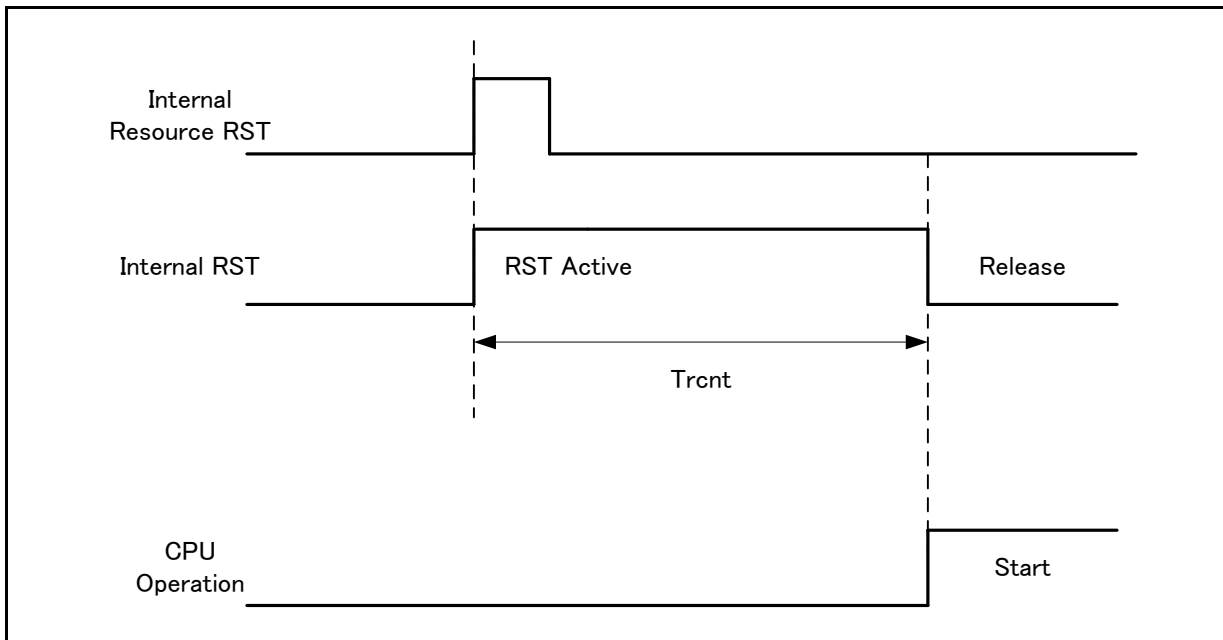 Internal
Resource RST
Internal RST
RST Active
Release
Trcnt
CPU
Operation
Start